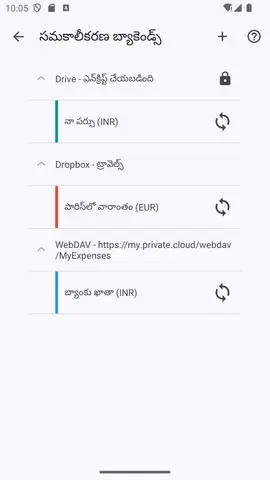 10:05
సమకాలీకరణ బ్యాకెండ్స్
Drive - ఎన్‌క్రిప్ట్ చేయబడింది
నా పర్సు (INR)
Dropbox - ట్రావెల్స్
పారిస్‌లో వారాంతం (EUR)
WebDAV - https://my.private.cloud/webdav
/MyExpenses
బ్యాంకు ఖాతా (INR)